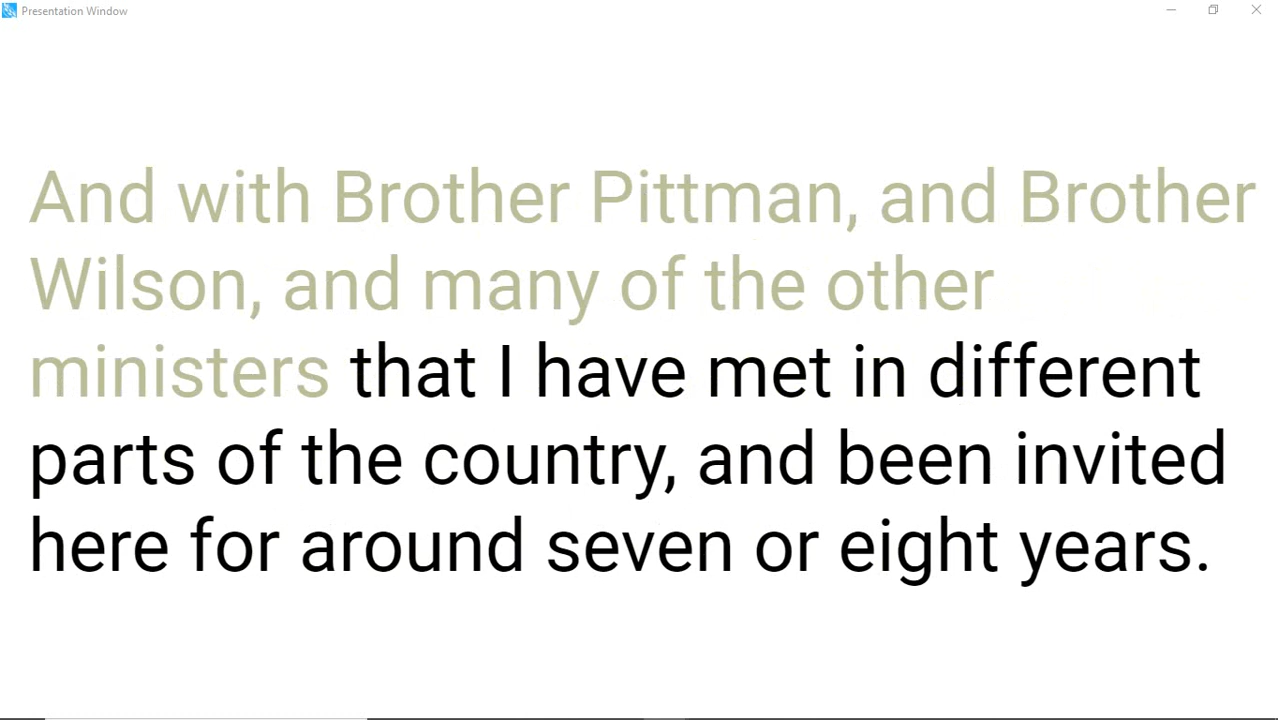 Presentation Window
And with Brother Pittman, and Brother
Wilson, and many of the other
ministers that I have met in different
parts of the country, and been invited
here for around seven or eight years.